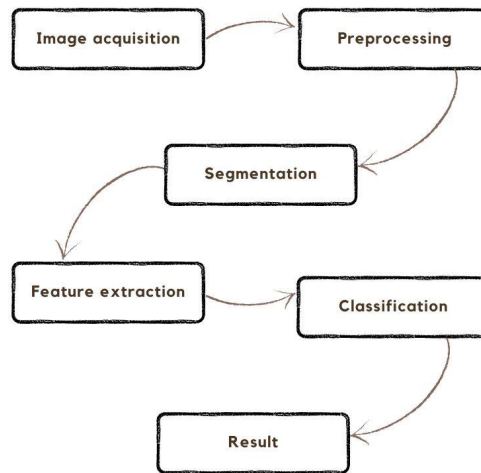 Image acquisition
Preprocessing
Segmentation
Feature extraction
Classification
Result